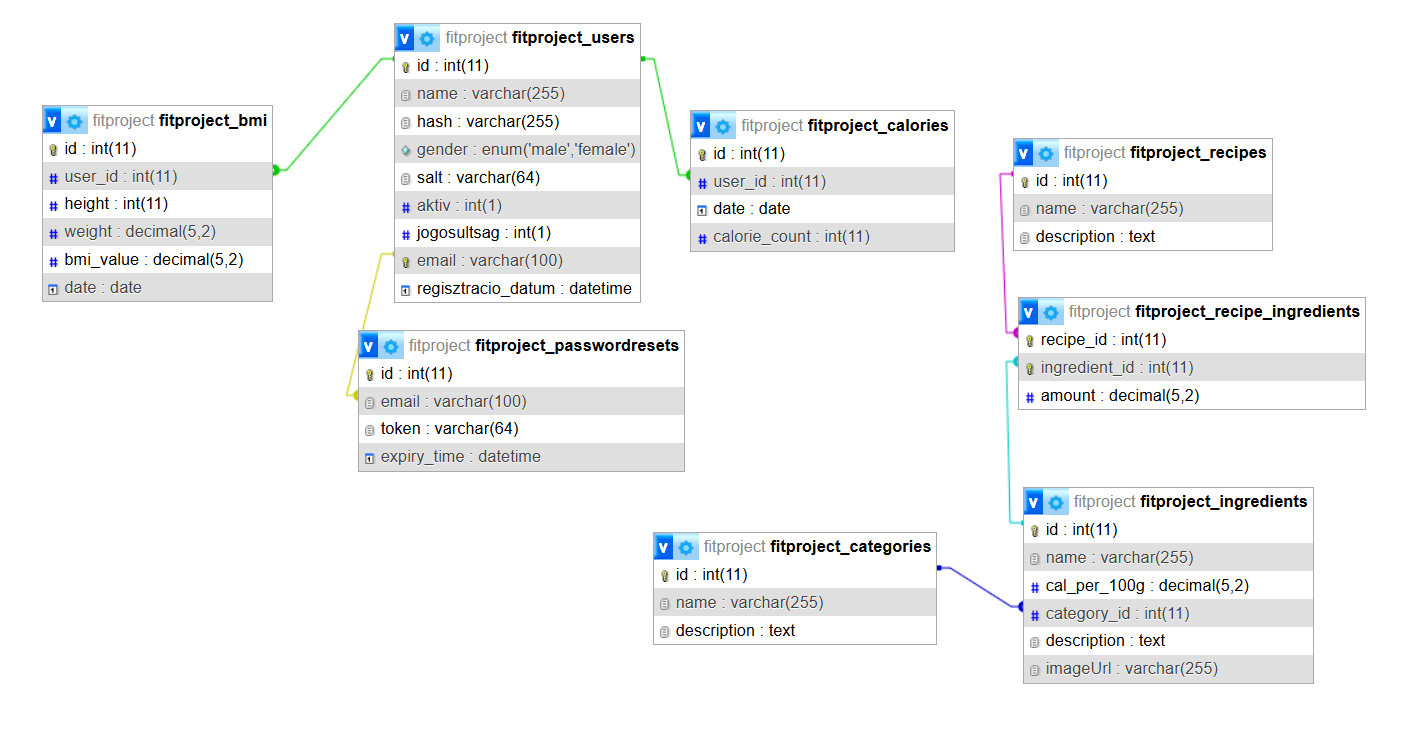 v fitproject fitproject_users
id : int(11)
name : varchar(255)
hash : varchar(255)
gender : enum('male','female')
salt : varchar(64)
aktiv : int(1)
jogosultsag : int(1)
email : varchar(100)
regisztracio_datum : datetime
v fitproject fitproject_bmi
id : int(11)
user_id : int(11)
height : int(11)
weight : decimal(5,2)
bmi_value : decimal(5,2)
date : date
v fitproject fitproject_calories
id : int(11)
user_id : int(11)
date : date
calorie_count : int(11)
v fitproject fitproject_recipes
id : int(11)
name : varchar(255)
description : text
v fitproject fitproject_recipe_ingredients
recipe_id : int(11)
ingredient_id : int(11)
amount : decimal(5,2)
v fitproject fitproject_passwordresets
id : int(11)
email : varchar(100)
token : varchar(64)
expiry_time : datetime
v fitproject fitproject_ingredients
id : int(11)
name : varchar(255)
cal_per_100g : decimal(5,2)
category_id : int(11)
description : text
imageUrl : varchar(255)
v fitproject fitproject_categories
id : int(11)
name : varchar(255)
description : text